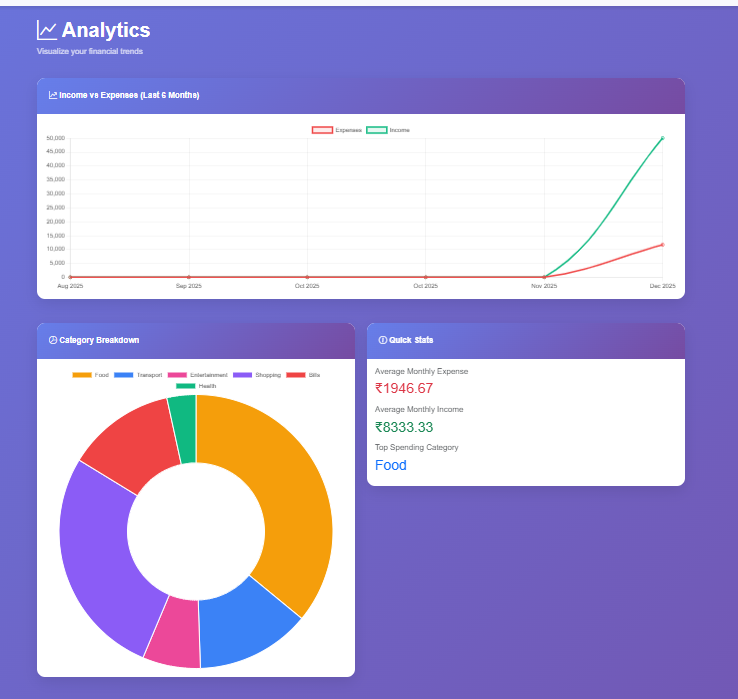 Analytics
Visualize your financial trends
Income vs Expenses (Last 6 Months)
Expenses Income
50,000
45,000
40,000
35,000
30,000
25,000
20,000
15,000
10,000
5,000
0
Aug 2025 Sep 2025 Oct 2025 Oct 2025 Nov 2025 Dec 2025
Category Breakdown
Food Transport Entertainment Shopping Bills
Health
Quick Stats
Average Monthly Expense
₹1946.67
Average Monthly Income
₹8333.33
Top Spending Category
Food